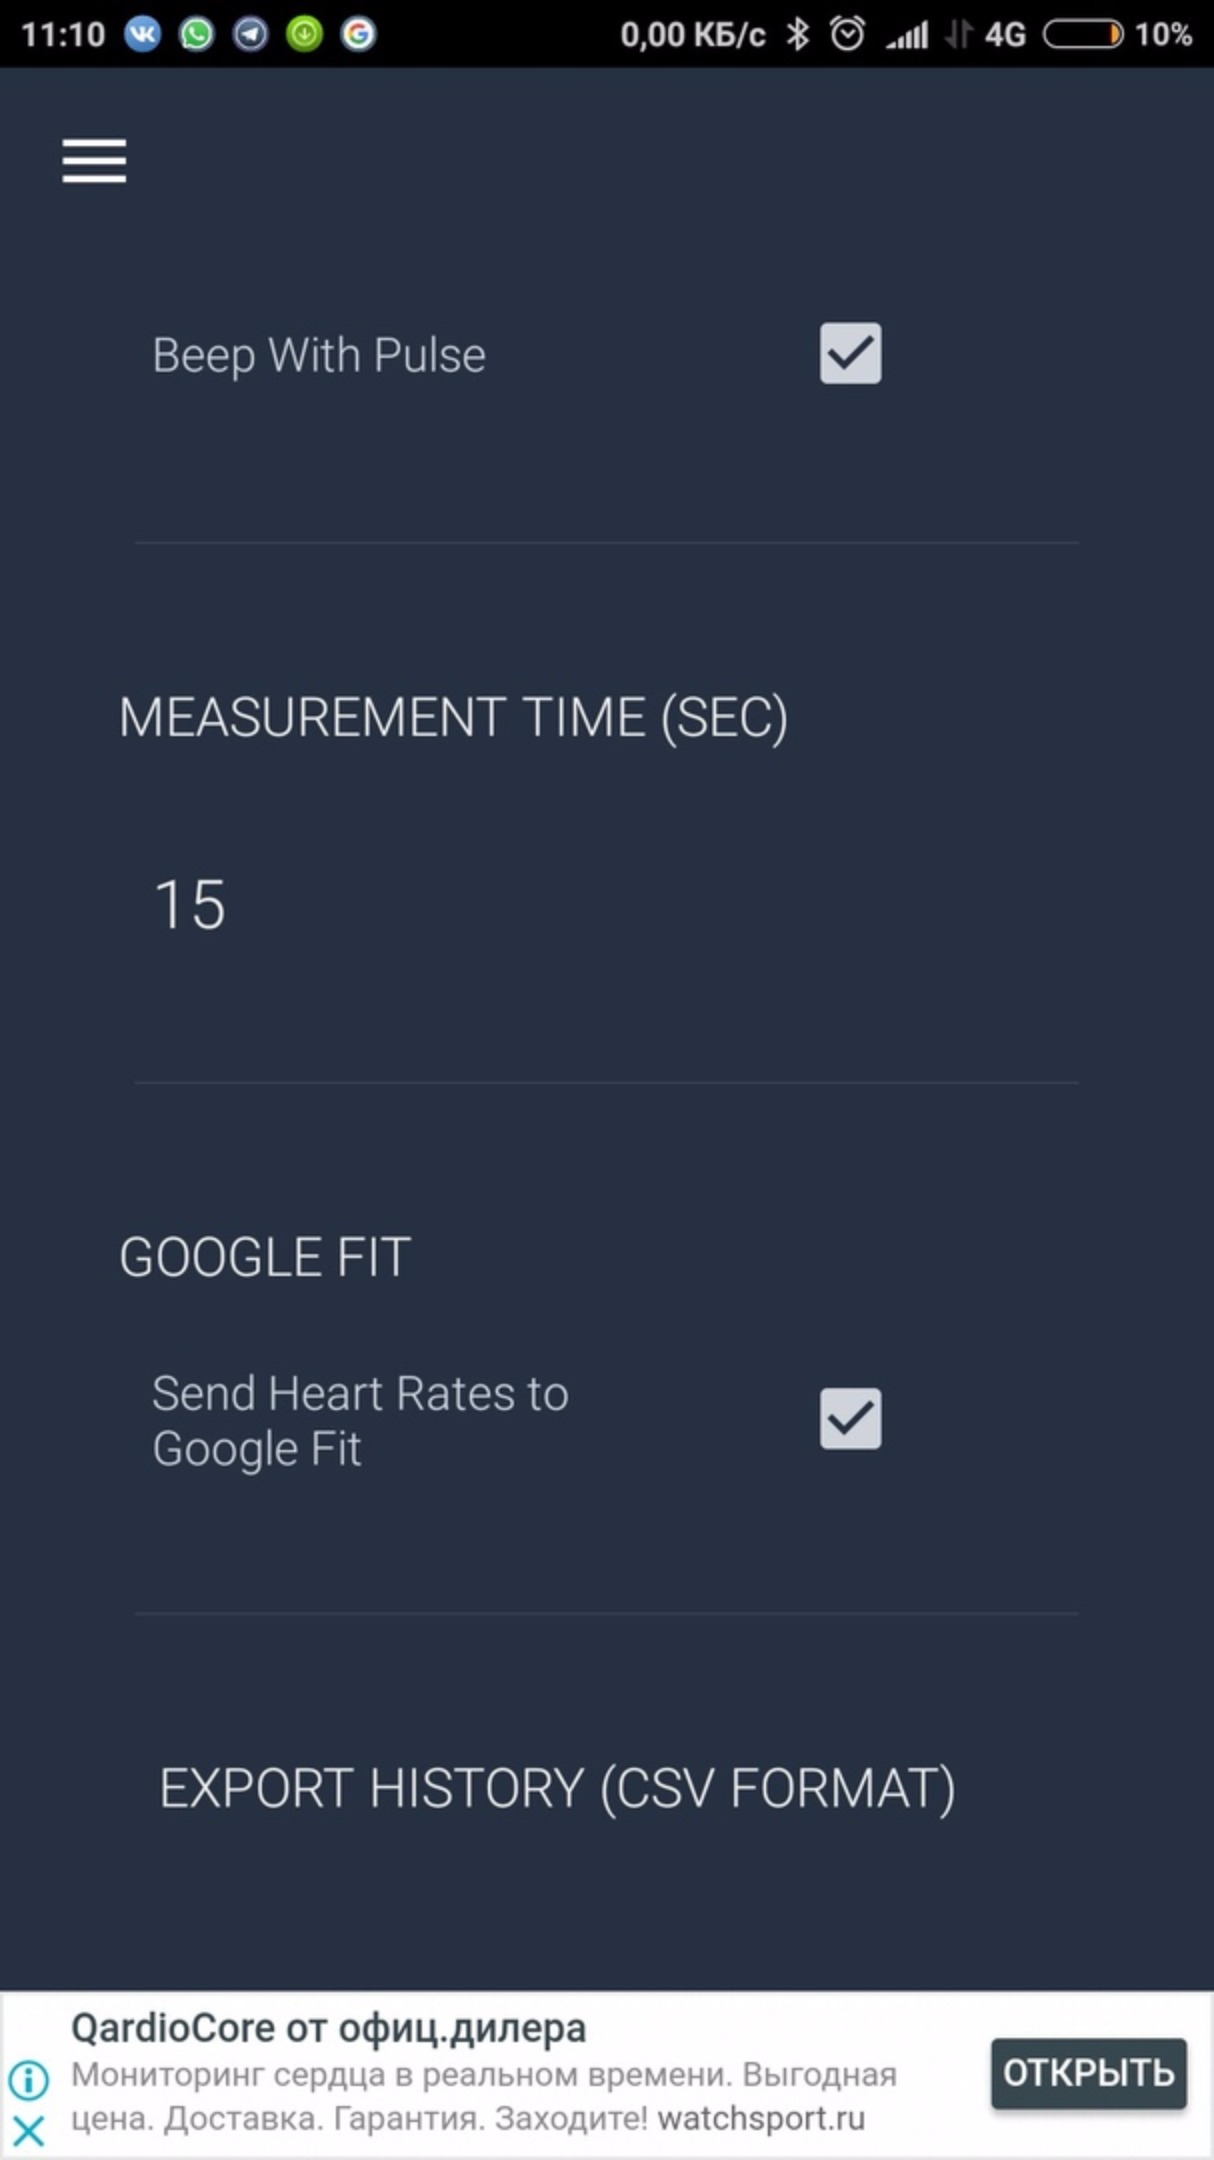 11:10 0,00 КБ/с 4G 10%
Beep With Pulse
MEASUREMENT TIME (SEC)
15
GOOGLE FIT
Send Heart Rates to
Google Fit
EXPORT HISTORY (CSV FORMAT)
QardioCore от офиц.дилера
Мониторинг сердца в реальном времени. Выгодная
цена. Доставка. Гарантия. Заходите! watchsport.ru
ОТКРЫТЬ